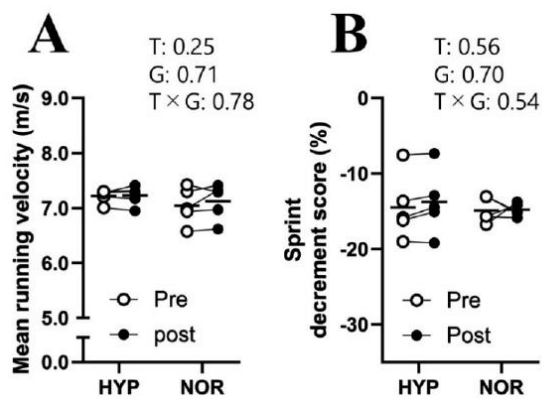 A
T: 0.25
G: 0.71
T × G: 0.78
Mean running velocity (m/s)
9.0
8.0
7.0
6.0
5.0
0.0
Pre
post
HYP
NOR
B
T: 0.56
G: 0.70
T × G: 0.54
Sprint
decrement score (%)
0
-10
-20
-30
Pre
Post
HYP
NOR